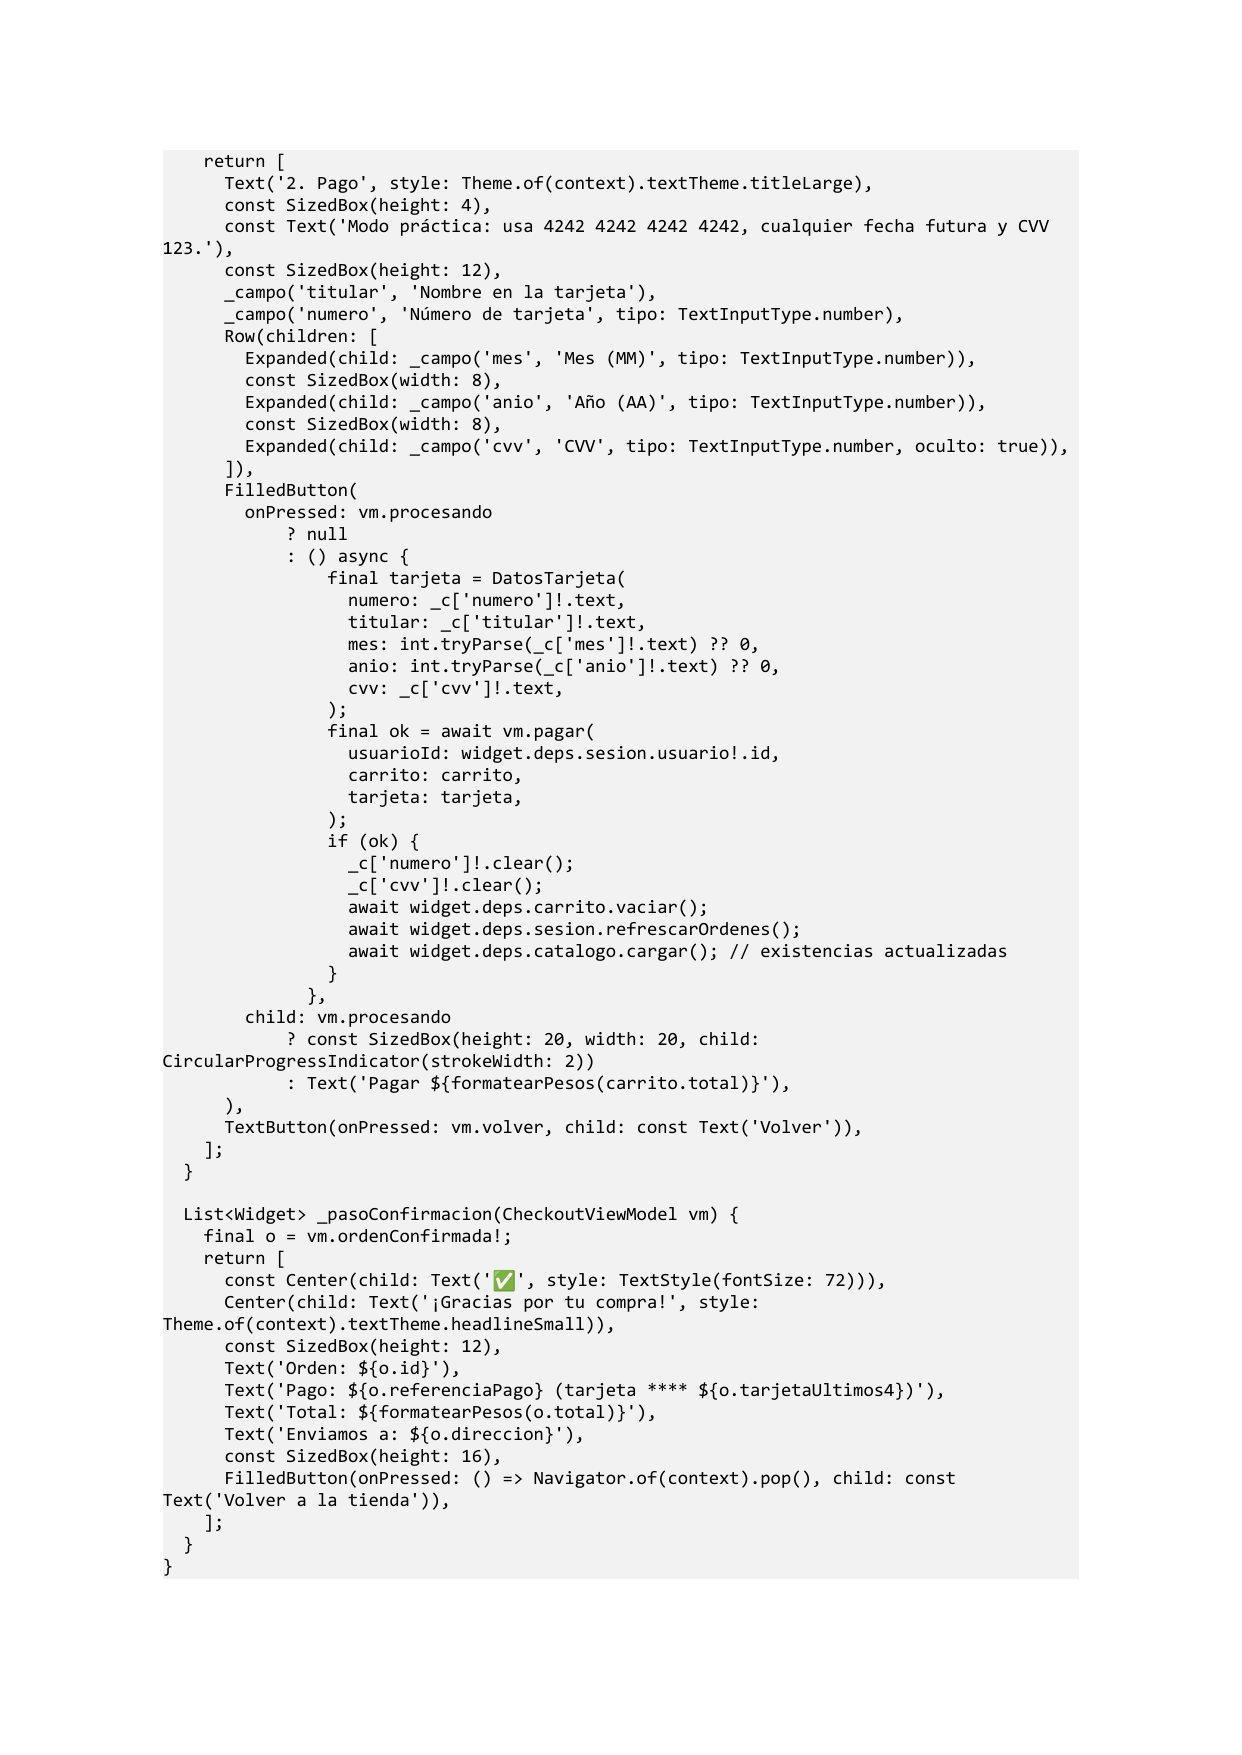 return [
      Text('2. Pago', style: Theme.of(context).textTheme.titleLarge),
      const SizedBox(height: 4),
      const Text('Modo práctica: usa 4242 4242 4242 4242, cualquier fecha futura y CVV
123.'),
      const SizedBox(height: 12),
      _campo('titular', 'Nombre en la tarjeta'),
      _campo('numero', 'Número de tarjeta', tipo: TextInputType.number),
      Row(children: [
        Expanded(child: _campo('mes', 'Mes (MM)', tipo: TextInputType.number)),
        const SizedBox(width: 8),
        Expanded(child: _campo('anio', 'Año (AA)', tipo: TextInputType.number)),
        const SizedBox(width: 8),
        Expanded(child: _campo('cvv', 'CVV', tipo: TextInputType.number, oculto: true)),
      ]),
      FilledButton(
        onPressed: vm.procesando
            ? null
            : () async {
                final tarjeta = DatosTarjeta(
                  numero: _c['numero']!.text,
                  titular: _c['titular']!.text,
                  mes: int.tryParse(_c['mes']!.text) ?? 0,
                  anio: int.tryParse(_c['anio']!.text) ?? 0,
                  cvv: _c['cvv']!.text,
                );
                final ok = await vm.pagar(
                  usuarioId: widget.deps.sesion.usuario!.id,
                  carrito: carrito,
                  tarjeta: tarjeta,
                );
                if (ok) {
                  _c['numero']!.clear();
                  _c['cvv']!.clear();
                  await widget.deps.carrito.vaciar();
                  await widget.deps.sesion.refrescarOrdenes();
                  await widget.deps.catalogo.cargar(); // existencias actualizadas
                }
              },
        child: vm.procesando
            ? const SizedBox(height: 20, width: 20, child:
CircularProgressIndicator(strokeWidth: 2))
            : Text('Pagar ${formatearPesos(carrito.total)}'),
      ),
      TextButton(onPressed: vm.volver, child: const Text('Volver')),
    ];
  }

  List<Widget> _pasoConfirmacion(CheckoutViewModel vm) {
    final o = vm.ordenConfirmada!;
    return [
      const Center(child: Text('✅', style: TextStyle(fontSize: 72))),
      Center(child: Text('¡Gracias por tu compra!', style:
Theme.of(context).textTheme.headlineSmall)),
      const SizedBox(height: 12),
      Text('Orden: ${o.id}'),
      Text('Pago: ${o.referenciaPago} (tarjeta **** ${o.tarjetaUltimos4})'),
      Text('Total: ${formatearPesos(o.total)}'),
      Text('Enviamos a: ${o.direccion}'),
      const SizedBox(height: 16),
      FilledButton(onPressed: () => Navigator.of(context).pop(), child: const
Text('Volver a la tienda')),
    ];
  }
}